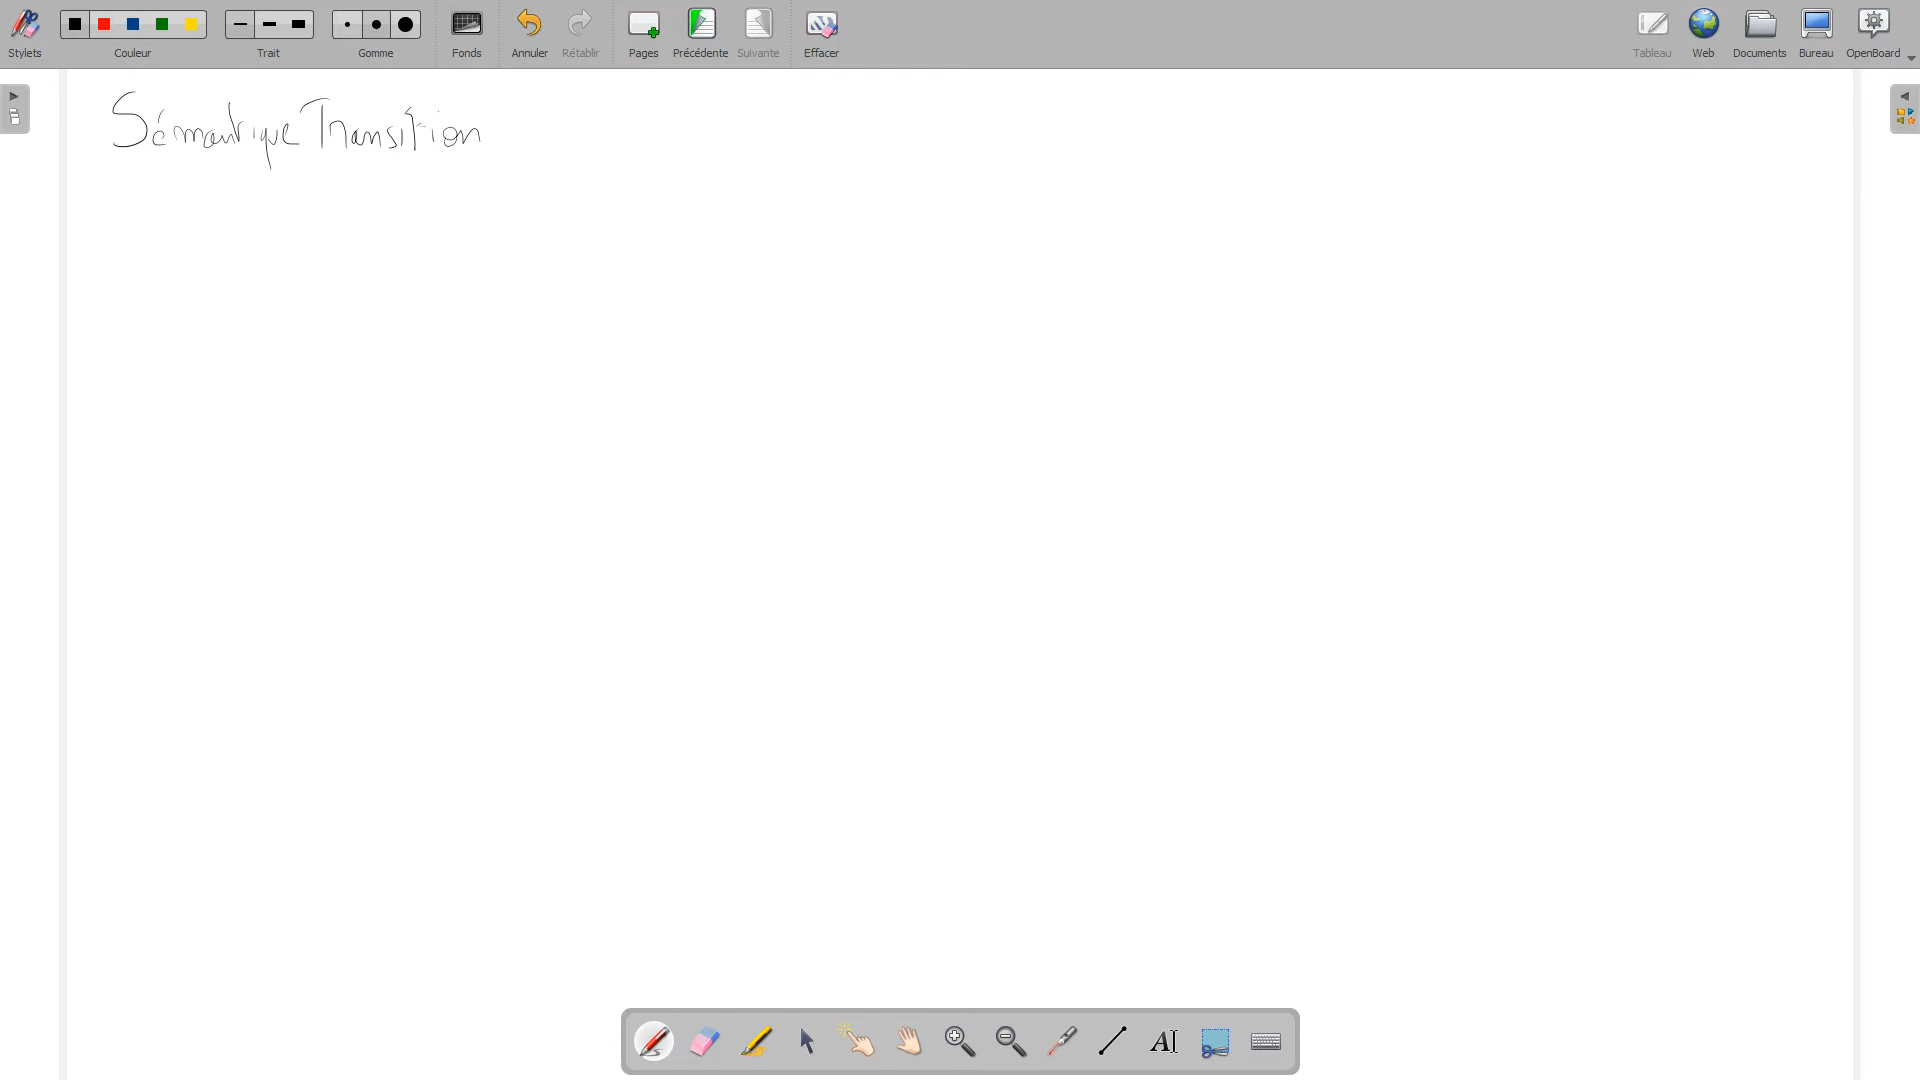 Stylets
Couleur
Trait
Gomme
Fonds
Annuler
Rétablir
Pages
Précédente
Suivante
Effacer
Tableau
Web
Documents
Bureau
OpenBoard
Sémantique Transition